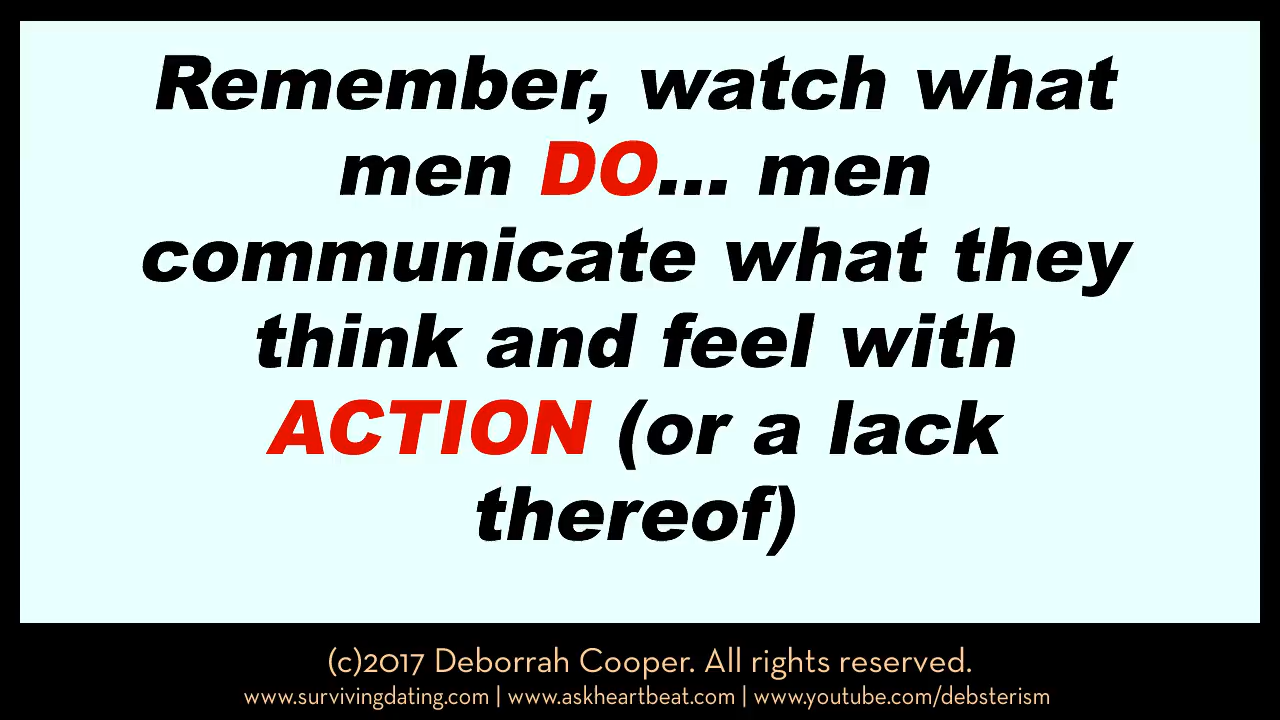 Remember, watch what
men DO... men
communicate what they
think and feel with
ACTION (or a lack
thereof)
(c)2017 Deborrah Cooper. All rights reserved.
www.survivingdating.com | www.askheartbeat.com | www.youtube.com/debsterism